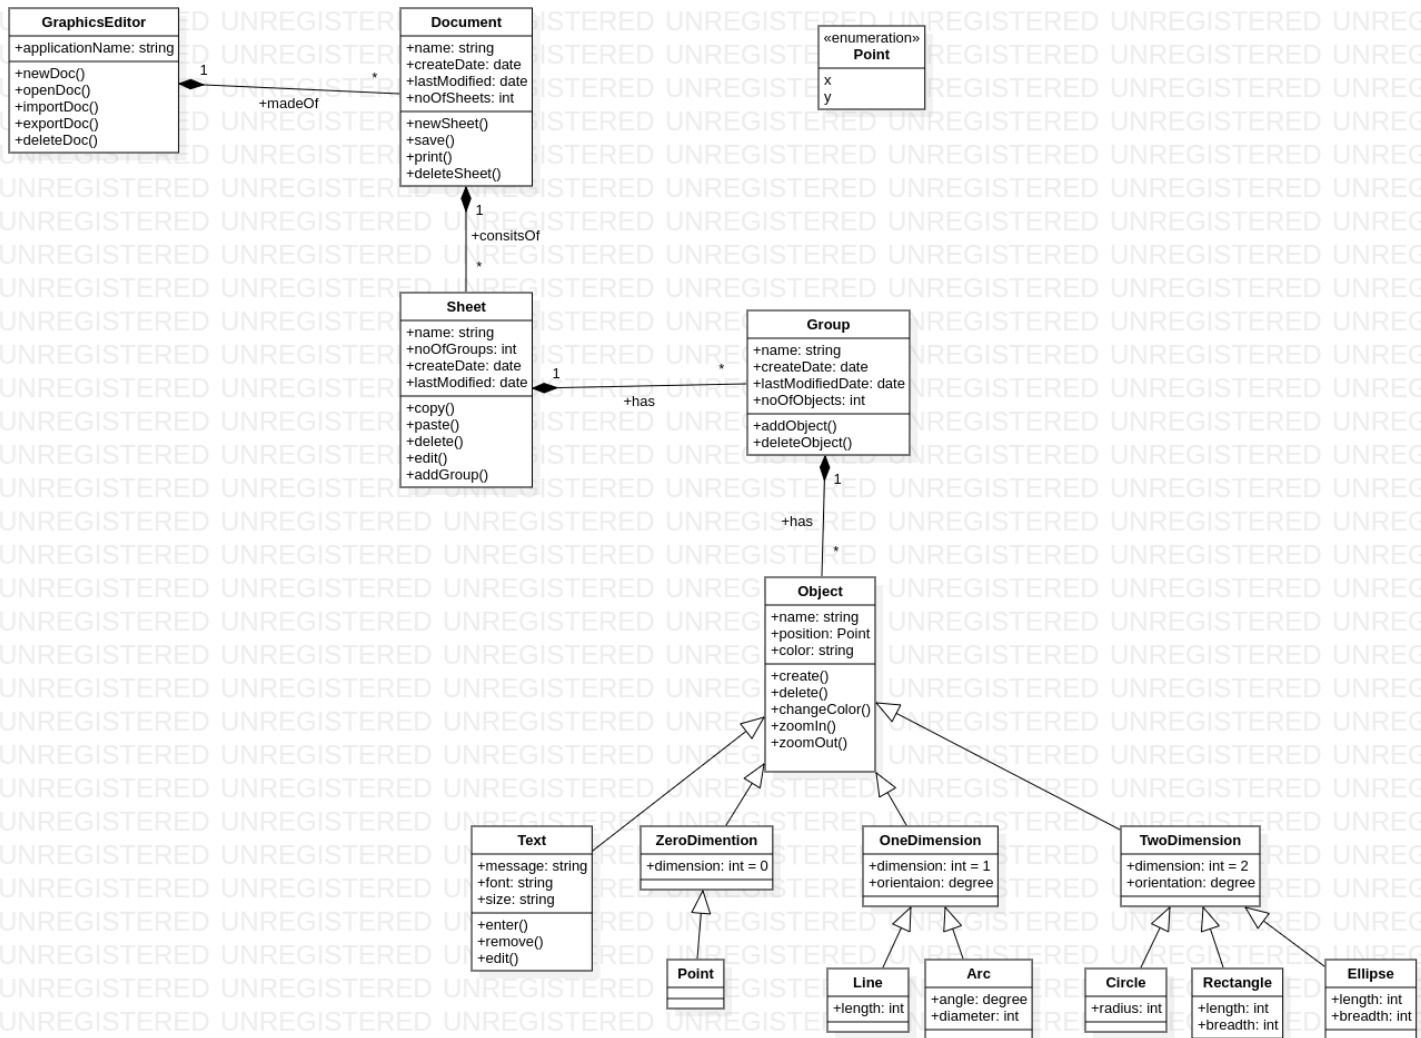 GraphicsEditor
+applicationName: string
+newDoc()
+openDoc()
+importDoc()
+exportDoc()
+deleteDoc()
1
*
+madeOf
Document
+name: string
+createDate: date
+lastModified: date
+noOfSheets: int
+newSheet()
+save()
+print()
+deleteSheet()
«enumeration»
Point
x
y
1
+consitsOf
*
Sheet
+name: string
+noOfGroups: int
+createDate: date
+lastModified: date
+copy()
+paste()
+delete()
+edit()
+addGroup()
1
*
+has
Group
+name: string
+createDate: date
+lastModifiedDate: date
+noOfObjects: int
+addObject()
+deleteObject()
1
+has
*
Object
+name: string
+position: Point
+color: string
+create()
+delete()
+changeColor()
+zoomIn()
+zoomOut()
Text
+message: string
+font: string
+size: string
+enter()
+remove()
+edit()
ZeroDimention
+dimension: int = 0
OneDimension
+dimension: int = 1
+orientaion: degree
TwoDimension
+dimension: int = 2
+orientation: degree
Point
Line
+length: int
Arc
+angle: degree
+diameter: int
Circle
+radius: int
Rectangle
+length: int
+breadth: int
Ellipse
+length: int
+breadth: int
UNREGISTERED